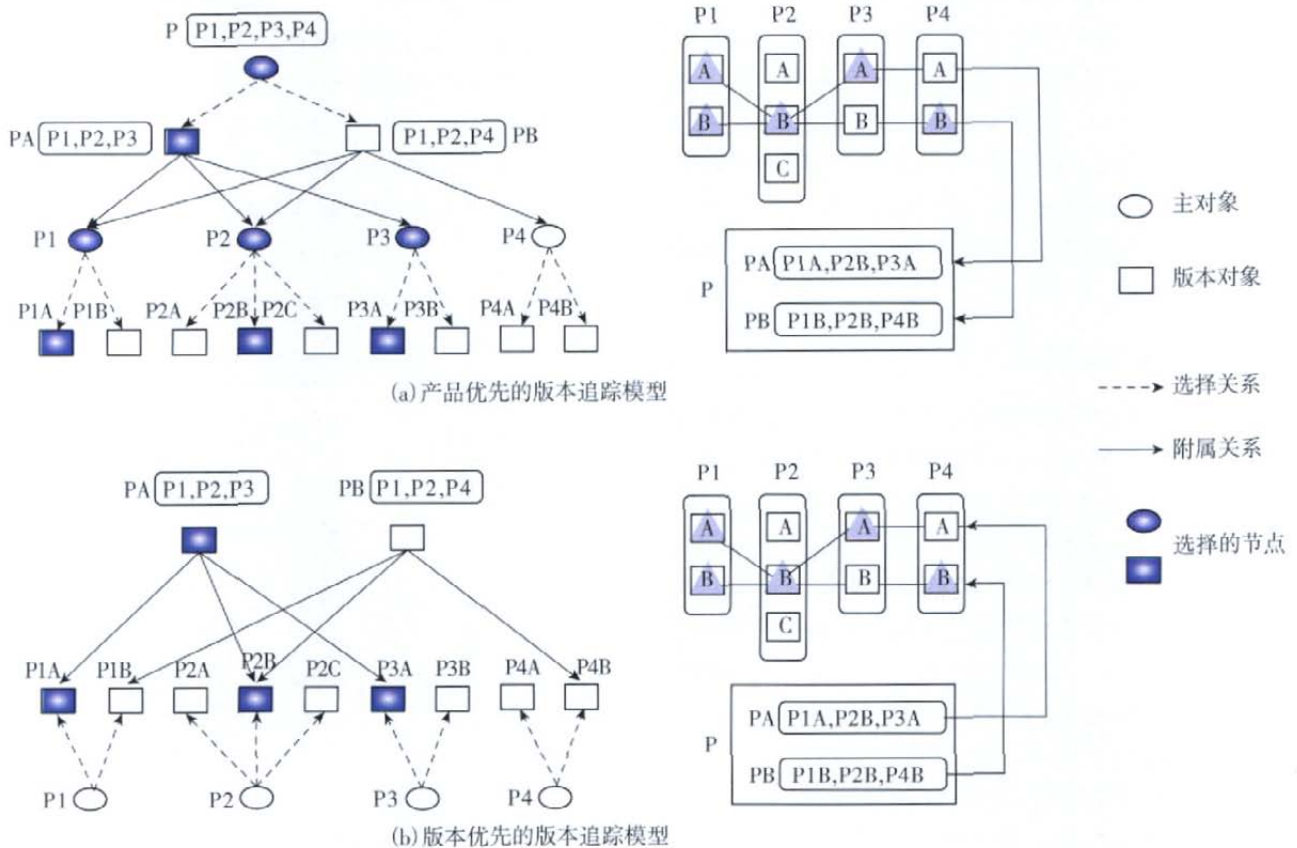 P P1,P2,P3,P4
PA P1,P2,P3
P1,P2,P4 PB
P1 P2 P3 P4
P1A P1B P2A P2B P2C P3A P3B P4A P4B
P1 P2 P3 P4
A A A A
B B B B
C
P
PA P1A,P2B,P3A
PB P1B,P2B,P4B
(a)产品优先的版本追踪模型
主对象
版本对象
选择关系
附属关系
选择的节点
PA P1,P2,P3
PB P1,P2,P4
P1A P1B P2A P2B P2C P3A P3B P4A P4B
P1 P2 P3 P4
P1 P2 P3 P4
A A A A
B B B B
C
P
PA P1A,P2B,P3A
PB P1B,P2B,P4B
(b)版本优先的版本追踪模型